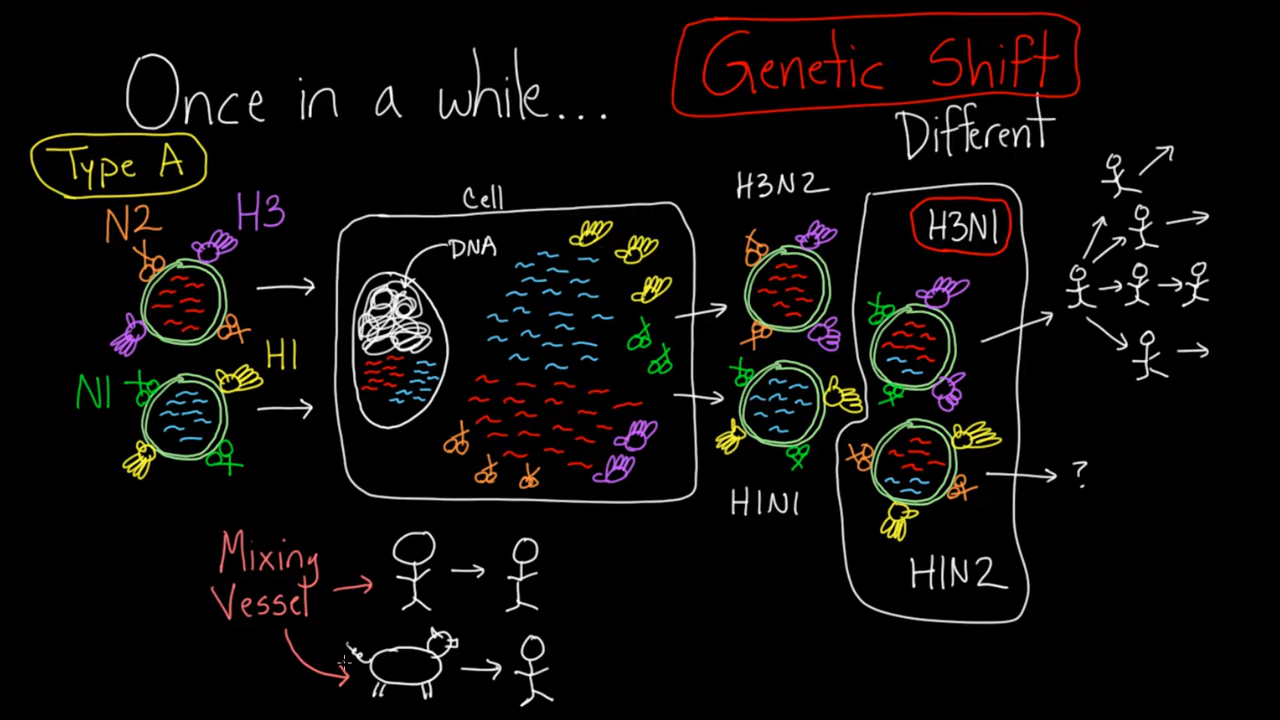 Once in a while...
Genetic Shift
Different
Type A
N2
H3
Cell
DNA
H3N2
H3N1
N1
H1
H1N1
H1N2
?
Mixing
Vessel